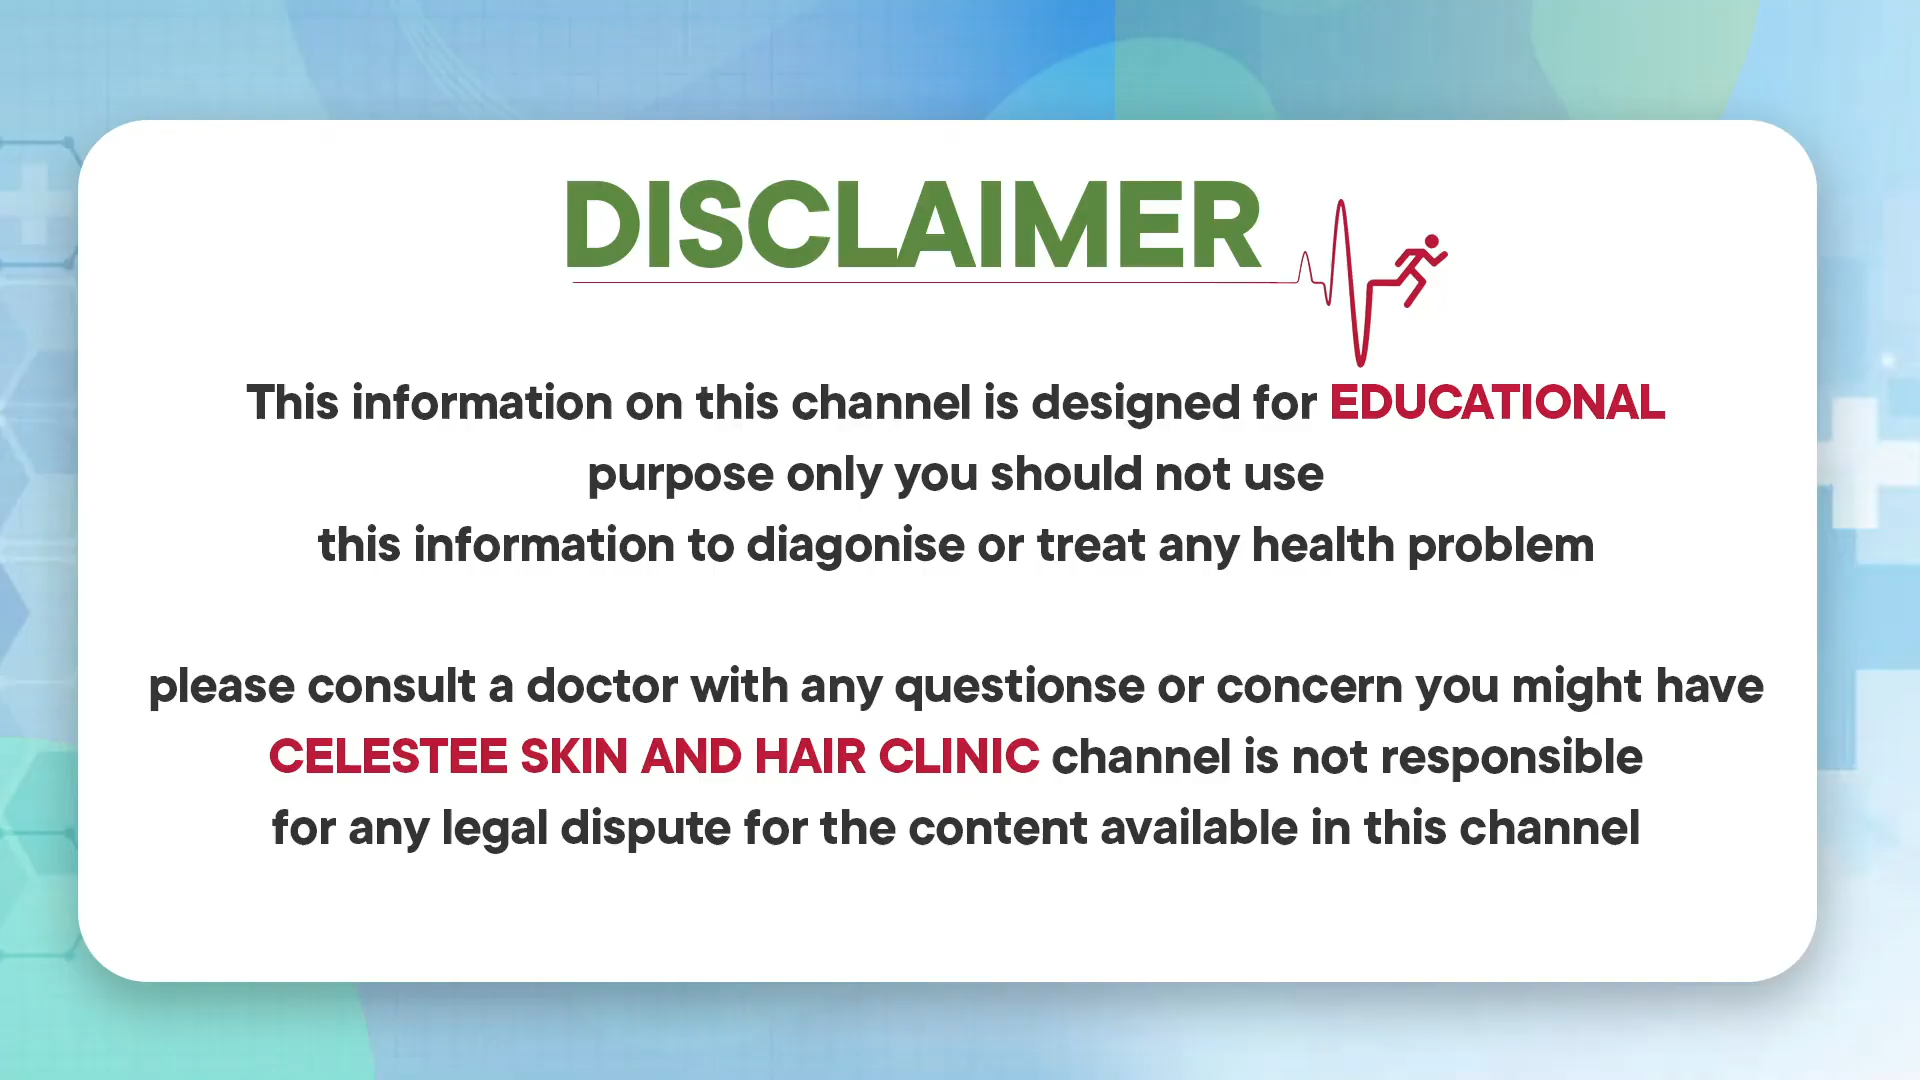 DISCLAIMER
This information on this channel is designed for EDUCATIONAL
purpose only you should not use
this information to diagonise or treat any health problem
please consult a doctor with any questionse or concern you might have
CELESTEE SKIN AND HAIR CLINIC channel is not responsible
for any legal dispute for the content available in this channel